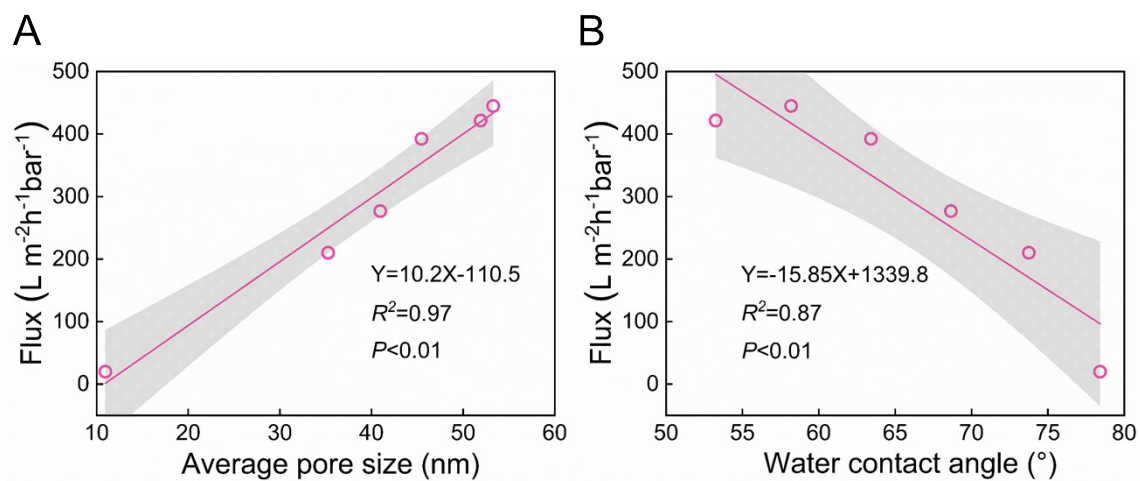 A
B
500
400
300
200
100
0
10
20
30
40
50
60
Flux (L m⁻²h⁻¹bar⁻¹)
Average pore size (nm)
Y=10.2X-110.5
R²=0.97
P<0.01
500
400
300
200
100
0
50
55
60
65
70
75
80
Flux (L m⁻²h⁻¹bar⁻¹)
Water contact angle (°)
Y=-15.85X+1339.8
R²=0.87
P<0.01